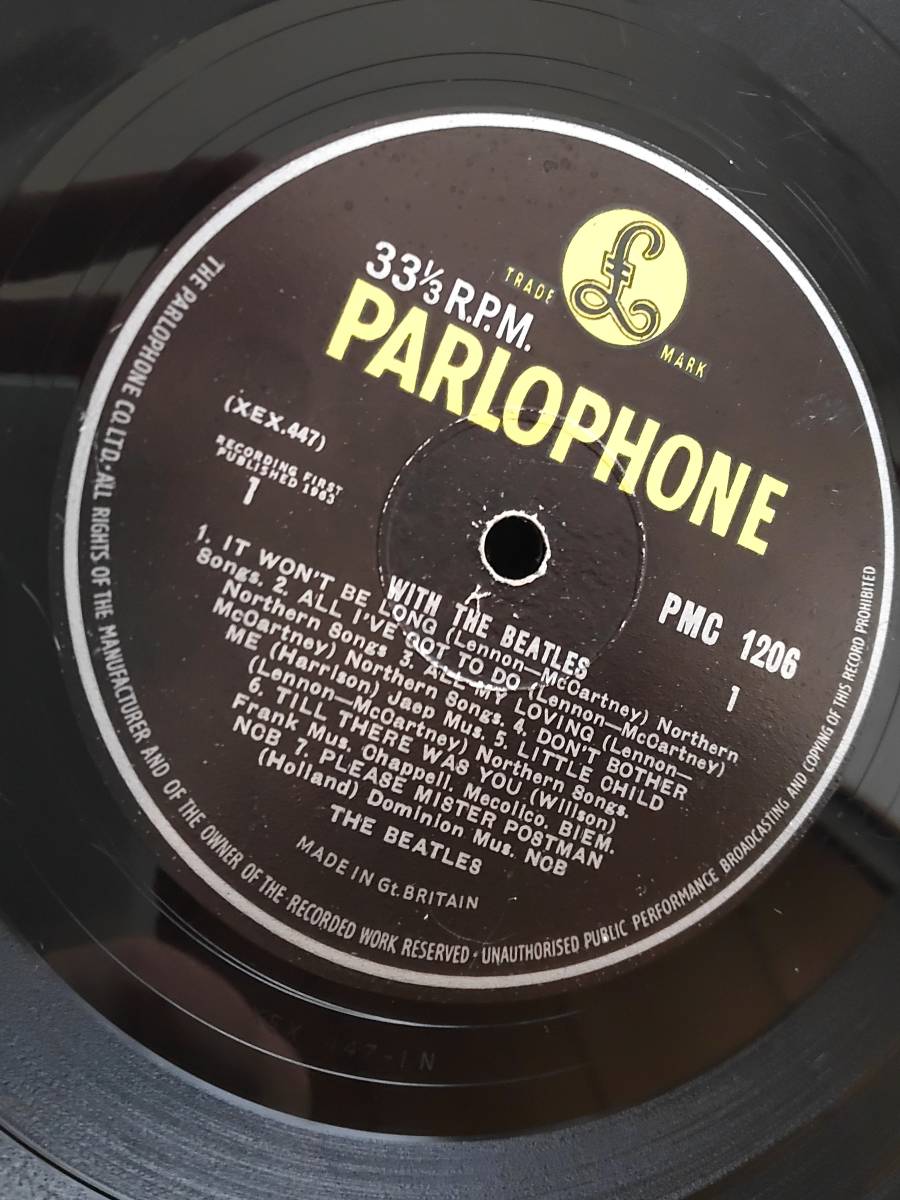 33⅓ R.P.M.
TRADE
£
MARK
PARLOPHONE
(XEX.447)
RECORDING FIRST
PUBLISHED 1963
1
PMC 1206
1
WITH THE BEATLES
1. IT WON'T BE LONG (Lennon—McCartney) Northern
Songs. 2. ALL I'VE GOT TO DO (Lennon—McCartney)
Northern Songs 3. ALL MY LOVING (Lennon—
McCartney) Northern Songs. 4. DON'T BOTHER
ME (Harrison) Jaep Mus. 5. LITTLE CHILD
(Lennon—McCartney) Northern Songs.
6. TILL THERE WAS YOU (Willson)
Frank Mus. Chappell. Mecolico. BIEM.
NCB 7. PLEASE MISTER POSTMAN
(Holland) Dominion Mus. NCB
THE BEATLES
MADE IN Gt. BRITAIN
THE PARLOPHONE CO. LTD. · ALL RIGHTS OF THE MANUFACTURER AND OF THE OWNER OF THE RECORDED WORK RESERVED · UNAUTHORISED PUBLIC PERFORMANCE BROADCASTING AND COPYING OF THIS RECORD PROHIBITED
447-1N